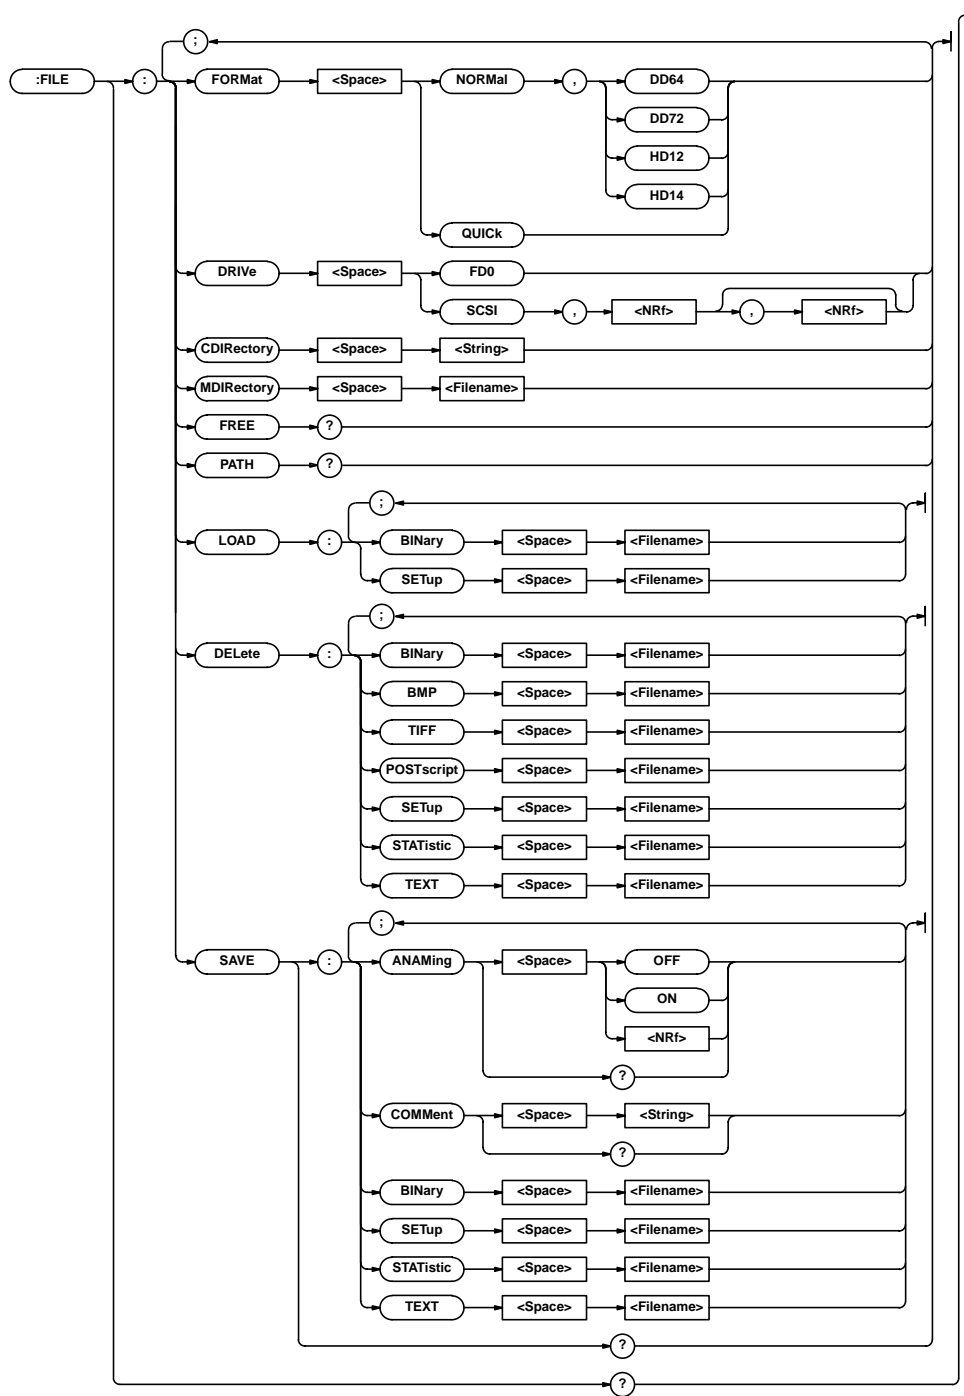 ;
:FILE : FORMat <Space> NORMal , DD64
DD72
HD12
HD14
QUICk
DRIVe <Space> FD0
SCSI , <NRf> , <NRf>
CDIRectory <Space> <String>
MDIRectory <Space> <Filename>
FREE ?
PATH ?
;
LOAD : BINary <Space> <Filename>
SETup <Space> <Filename>
;
DELete : BINary <Space> <Filename>
BMP <Space> <Filename>
TIFF <Space> <Filename>
POSTscript <Space> <Filename>
SETup <Space> <Filename>
STATistic <Space> <Filename>
TEXT <Space> <Filename>
;
SAVE : ANAMing <Space> OFF
ON
<NRf>
?
COMMent <Space> <String>
?
BINary <Space> <Filename>
SETup <Space> <Filename>
STATistic <Space> <Filename>
TEXT <Space> <Filename>
?
?